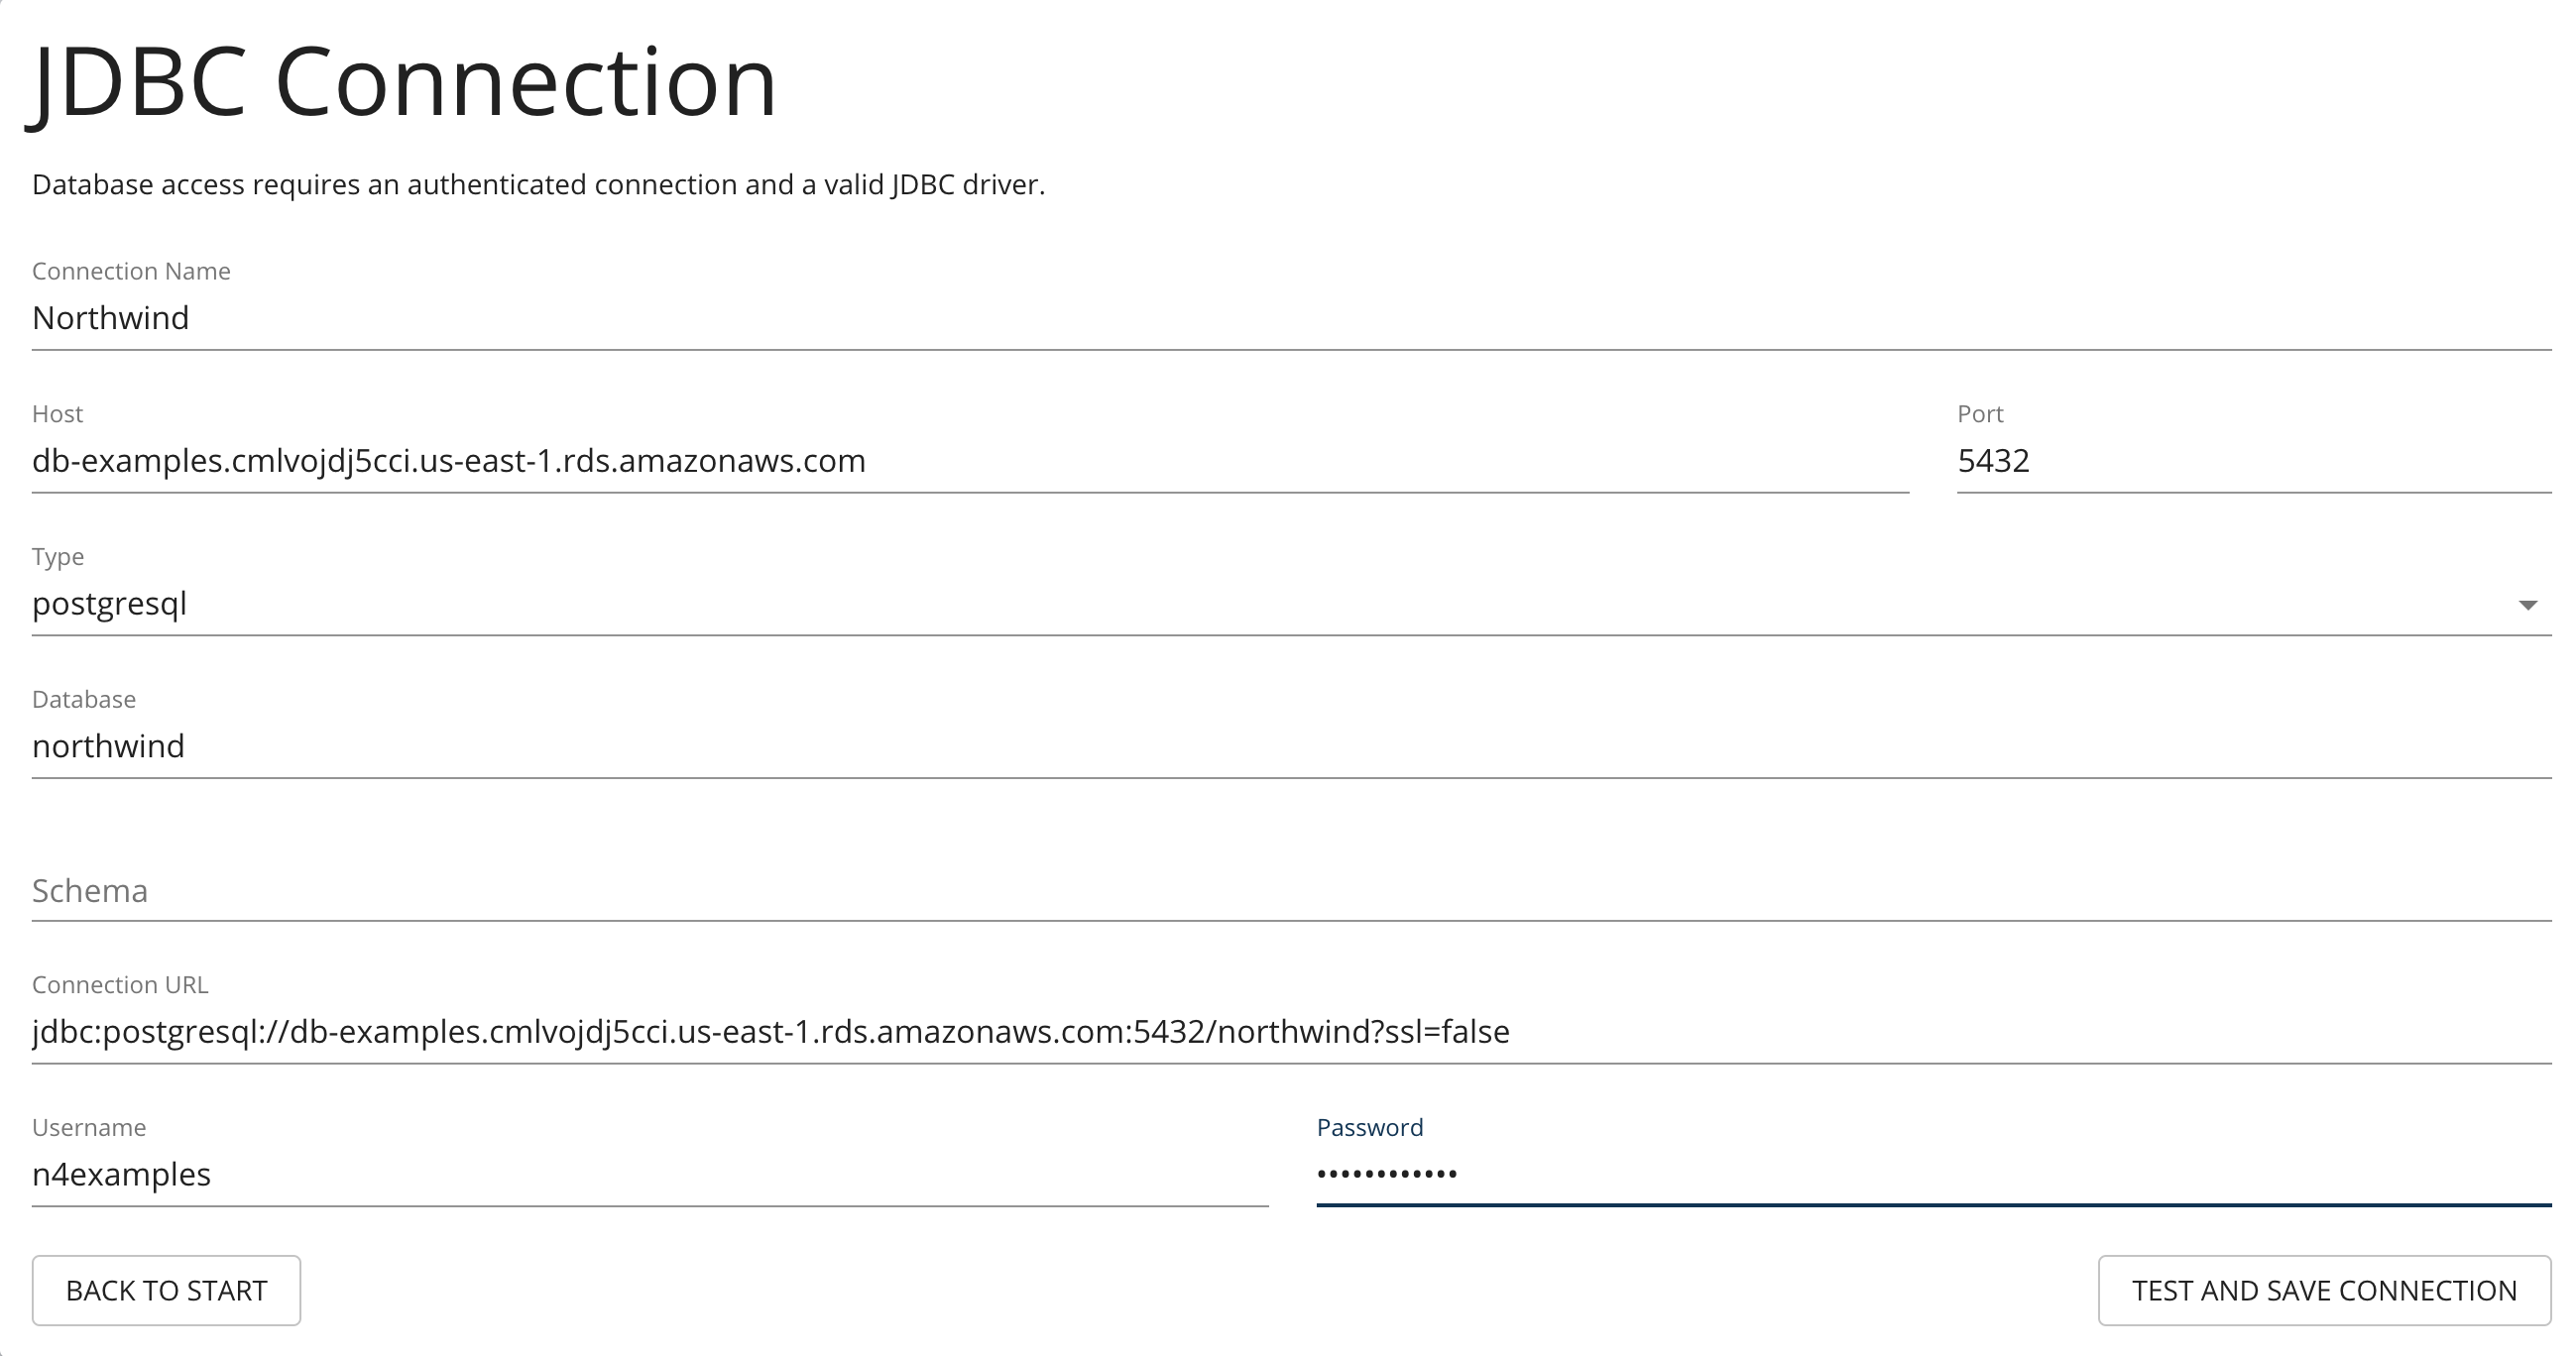 JDBC Connection
Database access requires an authenticated connection and a valid JDBC driver.
Connection Name
Northwind
Host
db-examples.cmlvojdj5cci.us-east-1.rds.amazonaws.com
Port
5432
Type
postgresql
Database
northwind
Schema
Connection URL
jdbc:postgresql://db-examples.cmlvojdj5cci.us-east-1.rds.amazonaws.com:5432/northwind?ssl=false
Username
n4examples
Password
••••••••••••
BACK TO START
TEST AND SAVE CONNECTION